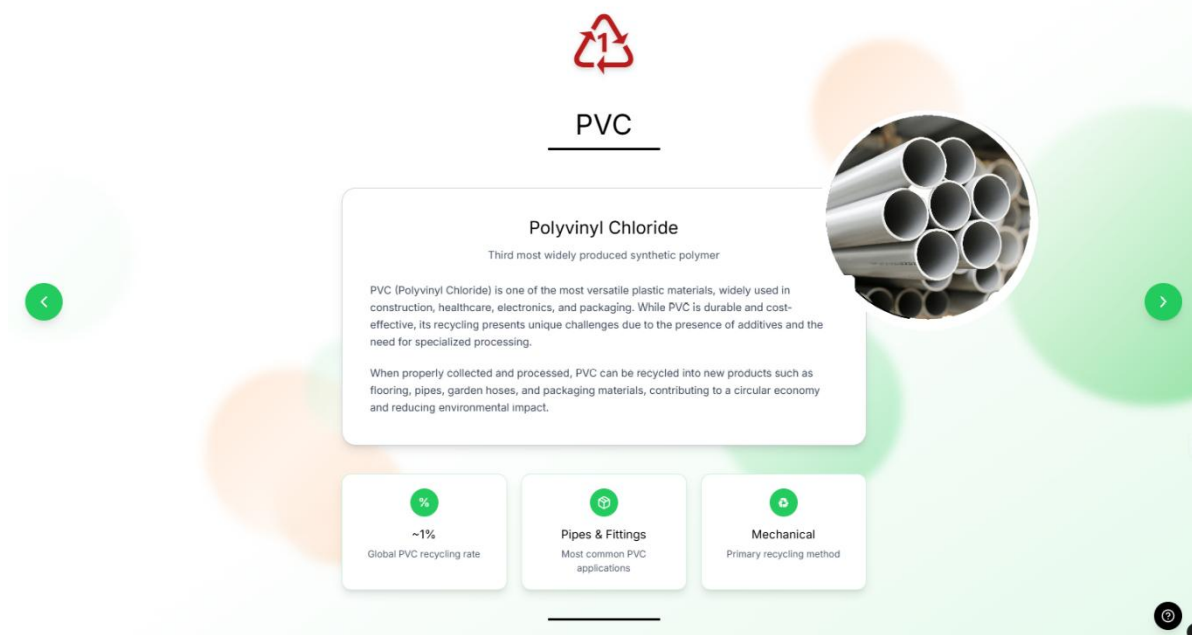 1
PVC
Polyvinyl Chloride
Third most widely produced synthetic polymer
PVC (Polyvinyl Chloride) is one of the most versatile plastic materials, widely used in
construction, healthcare, electronics, and packaging. While PVC is durable and cost-
effective, its recycling presents unique challenges due to the presence of additives and the
need for specialized processing.
When properly collected and processed, PVC can be recycled into new products such as
flooring, pipes, garden hoses, and packaging materials, contributing to a circular economy
and reducing environmental impact.
%
~1%
Global PVC recycling rate
Pipes & Fittings
Most common PVC
applications
Mechanical
Primary recycling method
?